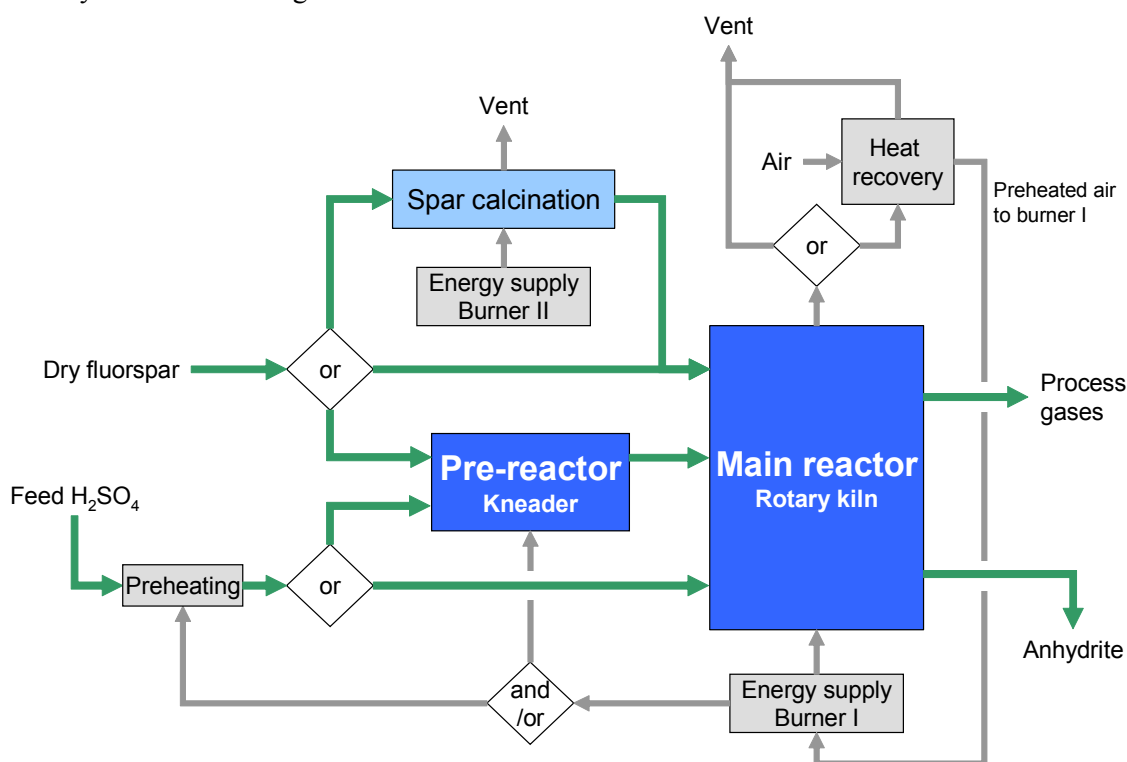 Vent
Vent
Air
Heat
recovery
Preheated air
to burner I
Spar calcination
or
Energy supply
Burner II
Dry fluorspar
or
Process
gases
Pre-reactor
Kneader
Main reactor
Rotary kiln
Feed H₂SO₄
Preheating
or
Anhydrite
and
/or
Energy supply
Burner I